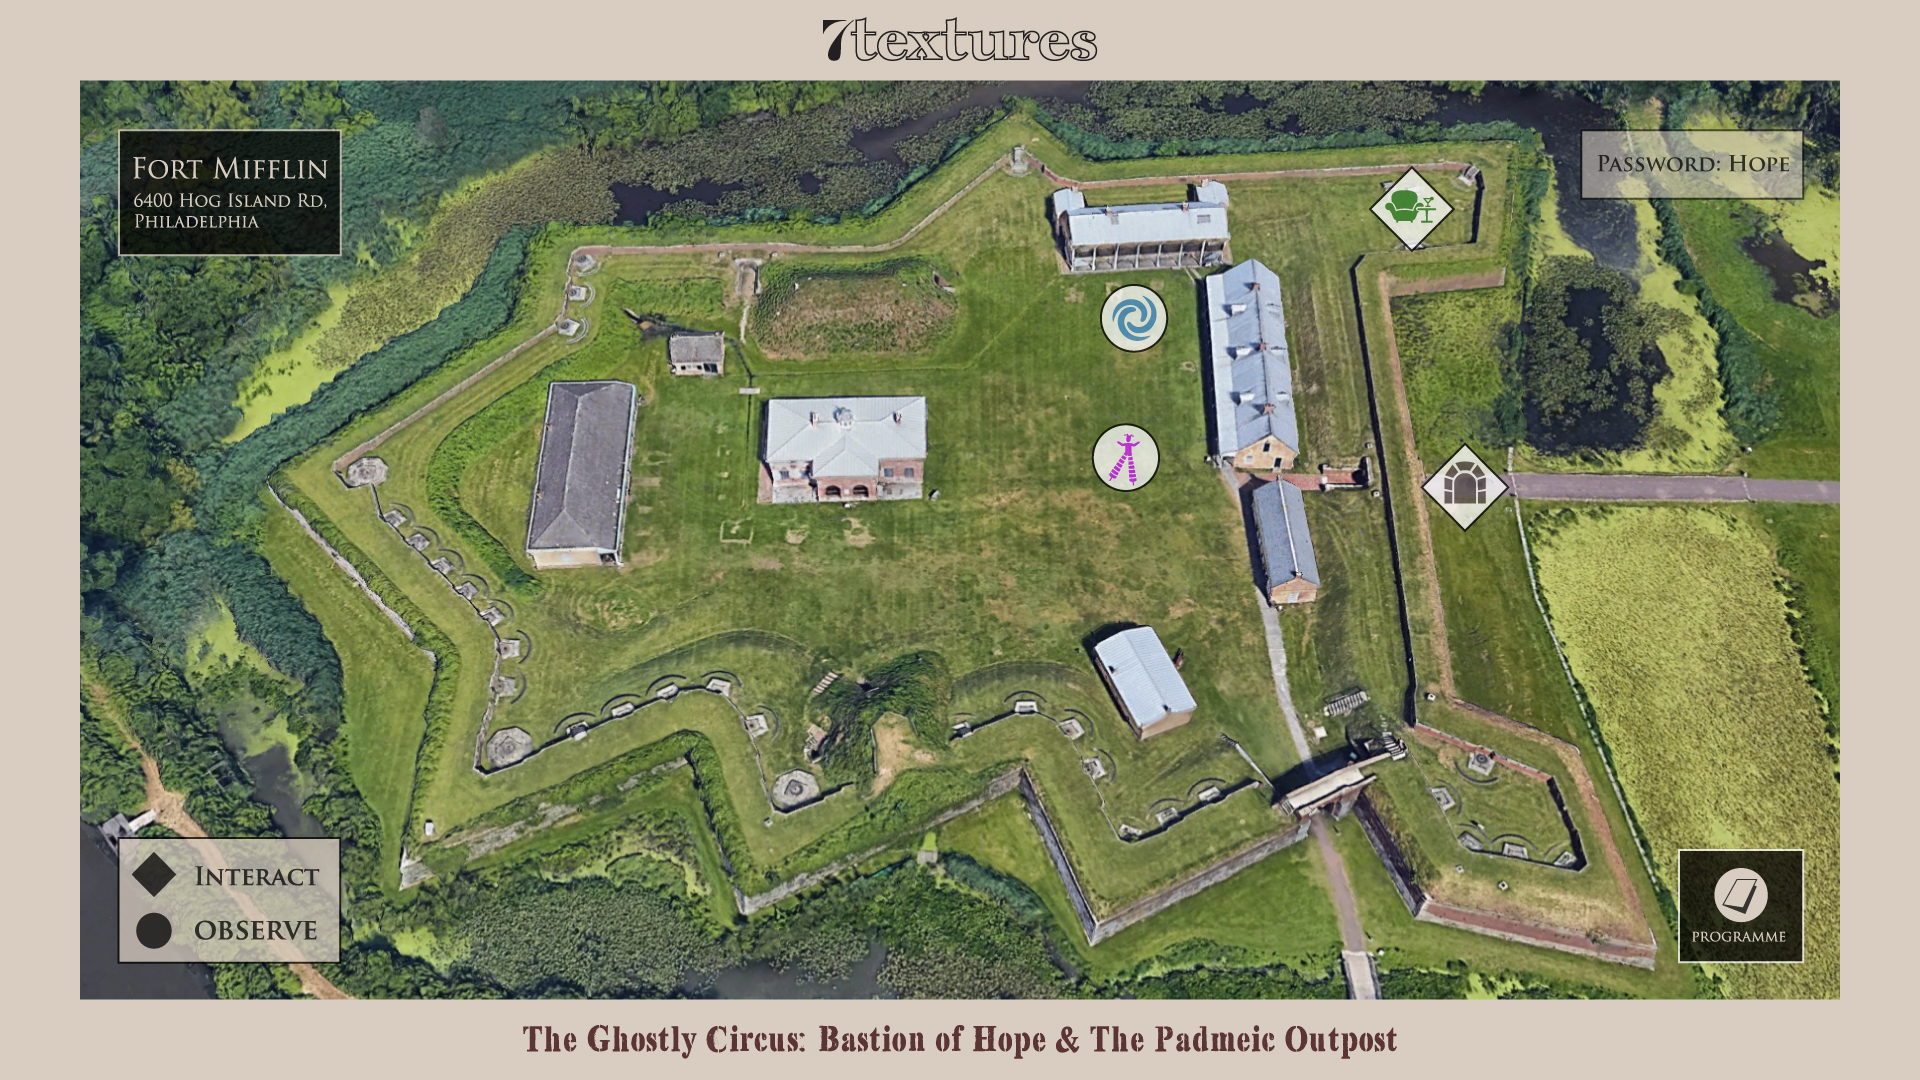 7textures
FORT MIFFLIN
6400 HOG ISLAND RD,
PHILADELPHIA
PASSWORD: HOPE
INTERACT
OBSERVE
PROGRAMME
The Ghostly Circus: Bastion of Hope & The Padmeic Outpost